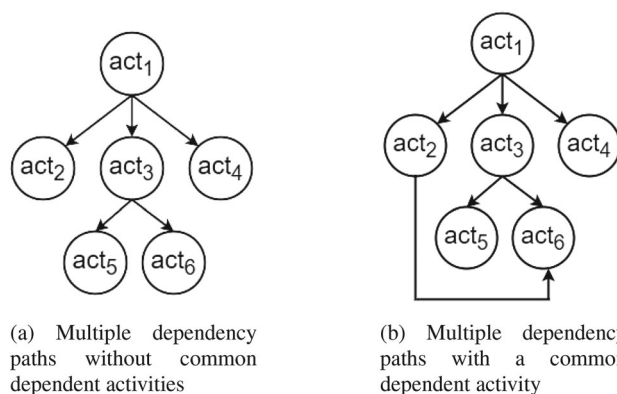 act1
act2 act3 act4
act5 act6
(a) Multiple dependency
paths without common
dependent activities
act1
act2 act3 act4
act5 act6
(b) Multiple dependency
paths with a common
dependent activity